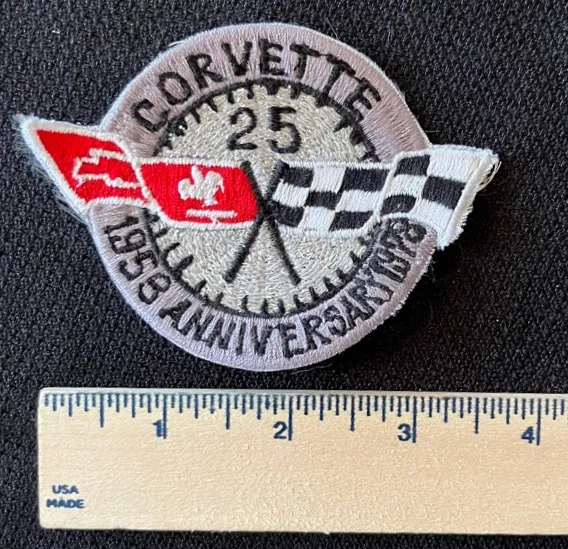 CORVETTE
25
1953 ANNIVERSARY 1978
1 2 3 4
USA
MADE